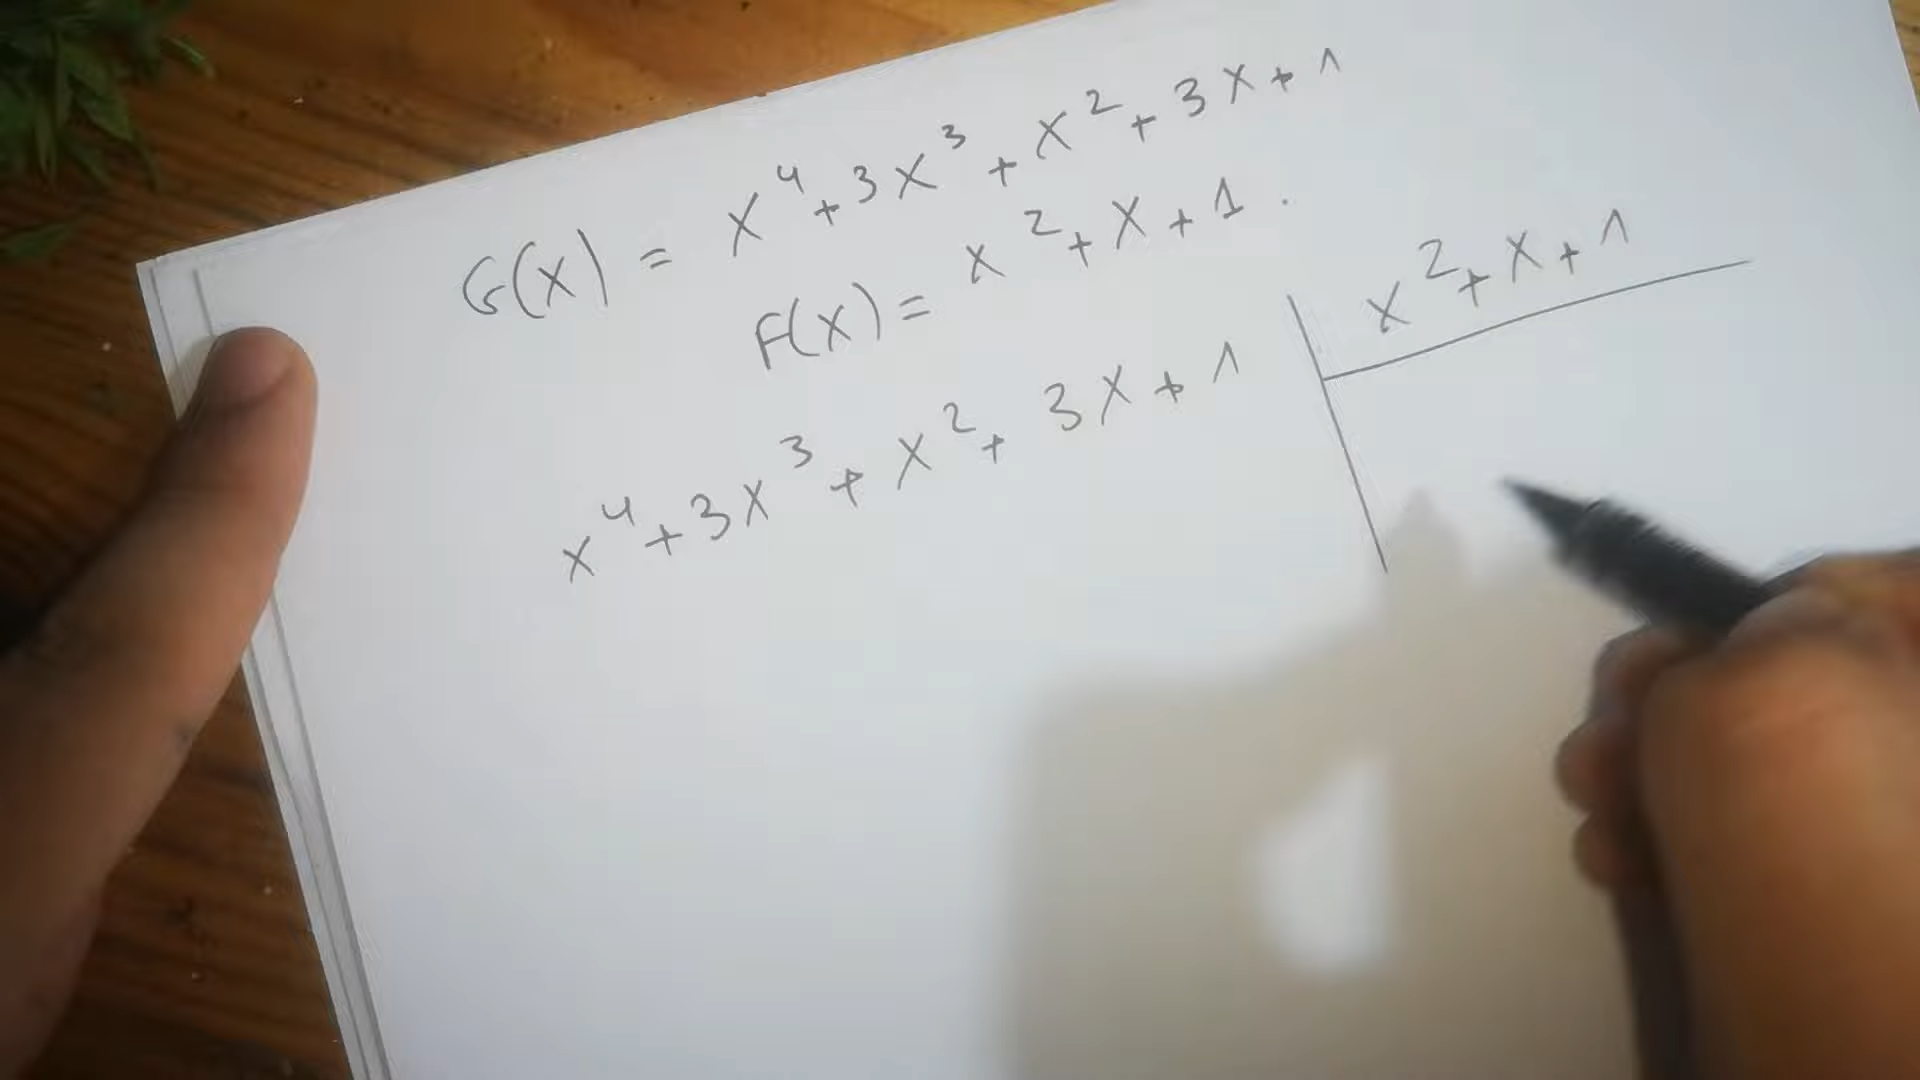 G(x) = x⁴+3x³+x²+3x+1
F(x) = x²+x+1.
x⁴+3x³+x²+3x+1 | x²+x+1